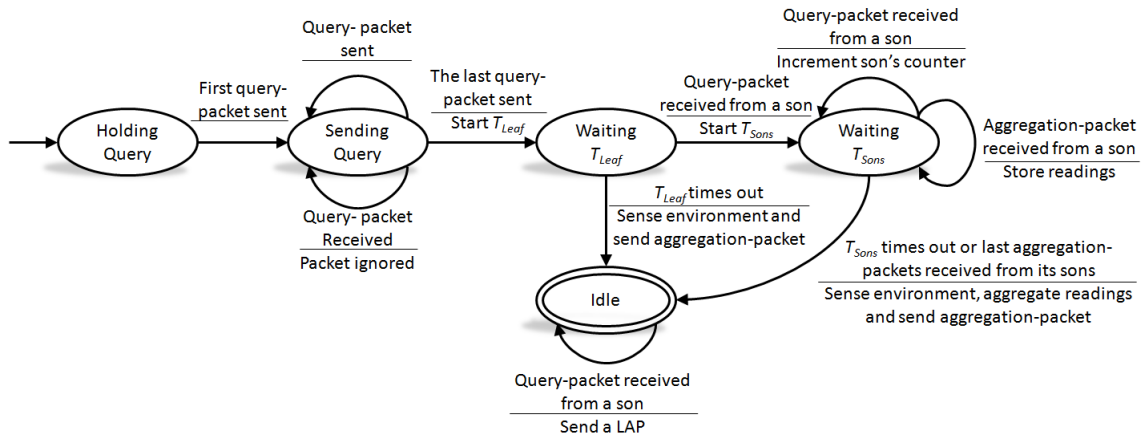 Holding
Query
First query-
packet sent
Query- packet
sent
Sending
Query
Query- packet
Received
Packet ignored
The last query-
packet sent
Start T_Leaf
Waiting
T_Leaf
Query-packet
received from a son
Start T_Sons
Query-packet received
from a son
Increment son's counter
Waiting
T_Sons
Aggregation-packet
received from a son
Store readings
T_Leaf times out
Sense environment and
send aggregation-packet
T_Sons times out or last aggregation-
packets received from its sons
Sense environment, aggregate readings
and send aggregation-packet
Idle
Query-packet received
from a son
Send a LAP